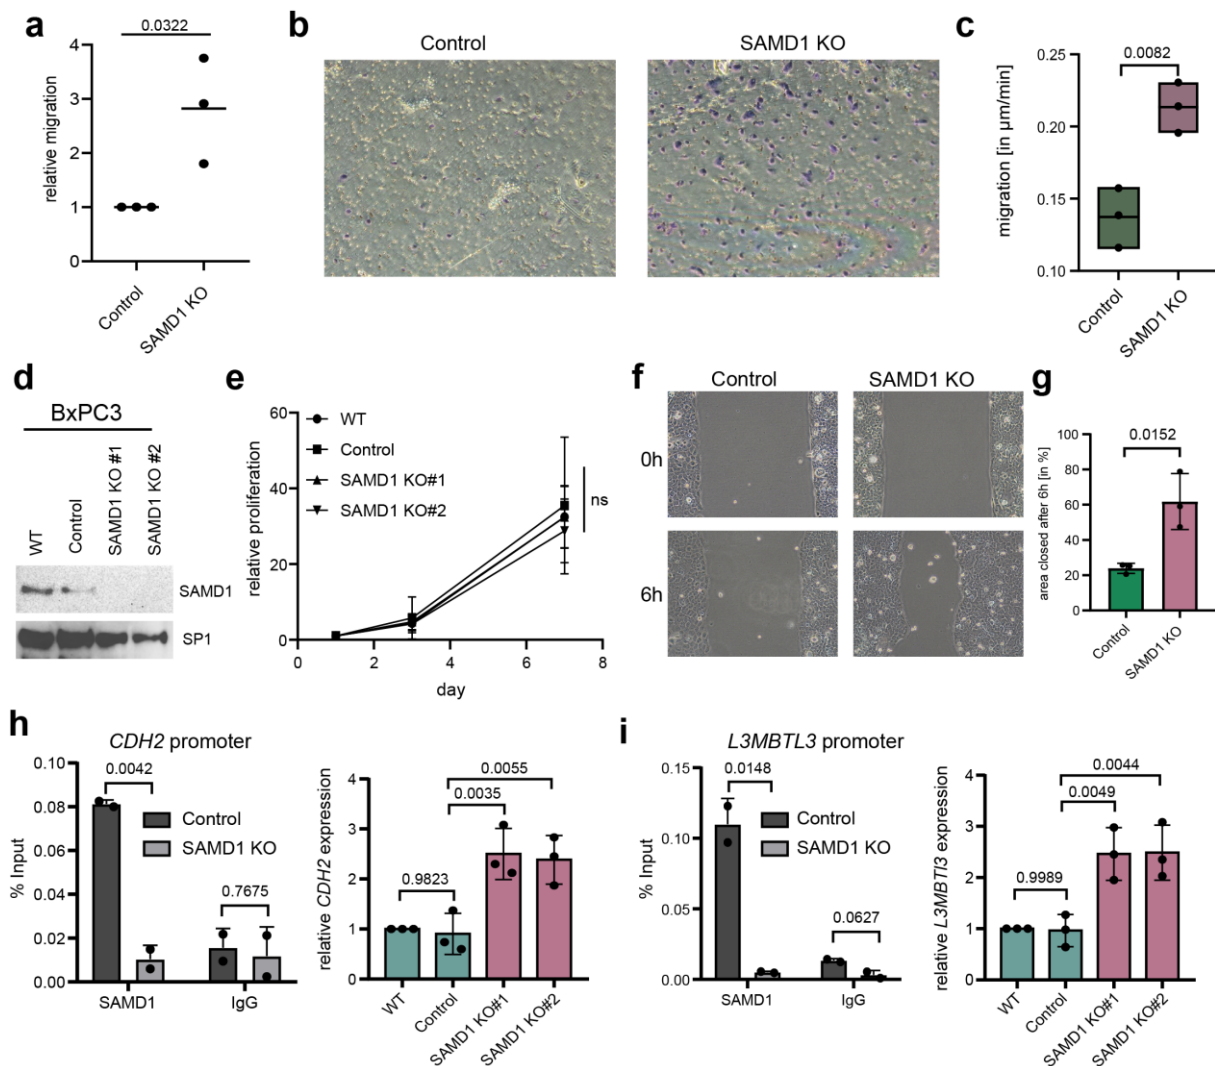 a
0.0322
4
3
2
1
0
relative migration
Control
SAMD1 KO
b
Control
SAMD1 KO
c
0.0082
0.25
0.20
0.15
0.10
migration [in µm/min]
Control
SAMD1 KO
d
BxPC3
WT
Control
SAMD1 KO #1
SAMD1 KO #2
SAMD1
SP1
e
60
40
20
0
relative proliferation
WT
Control
SAMD1 KO#1
SAMD1 KO#2
ns
0
2
4
6
8
day
f
Control
SAMD1 KO
0h
6h
g
0.0152
100
80
60
40
20
0
area closed after 6h [in %]
Control
SAMD1 KO
h
CDH2 promoter
0.10
0.08
0.06
0.04
0.02
0.00
% Input
0.0042
Control
SAMD1 KO
0.7675
SAMD1
IgG
4
3
2
1
0
relative CDH2 expression
0.0055
0.0035
0.9823
WT
Control
SAMD1 KO#1
SAMD1 KO#2
i
L3MBTL3 promoter
0.15
0.10
0.05
0.00
% Input
0.0148
Control
SAMD1 KO
0.0627
SAMD1
IgG
4
3
2
1
0
relative L3MBTl3 expression
0.0044
0.0049
0.9989
WT
Control
SAMD1 KO#1
SAMD1 KO#2